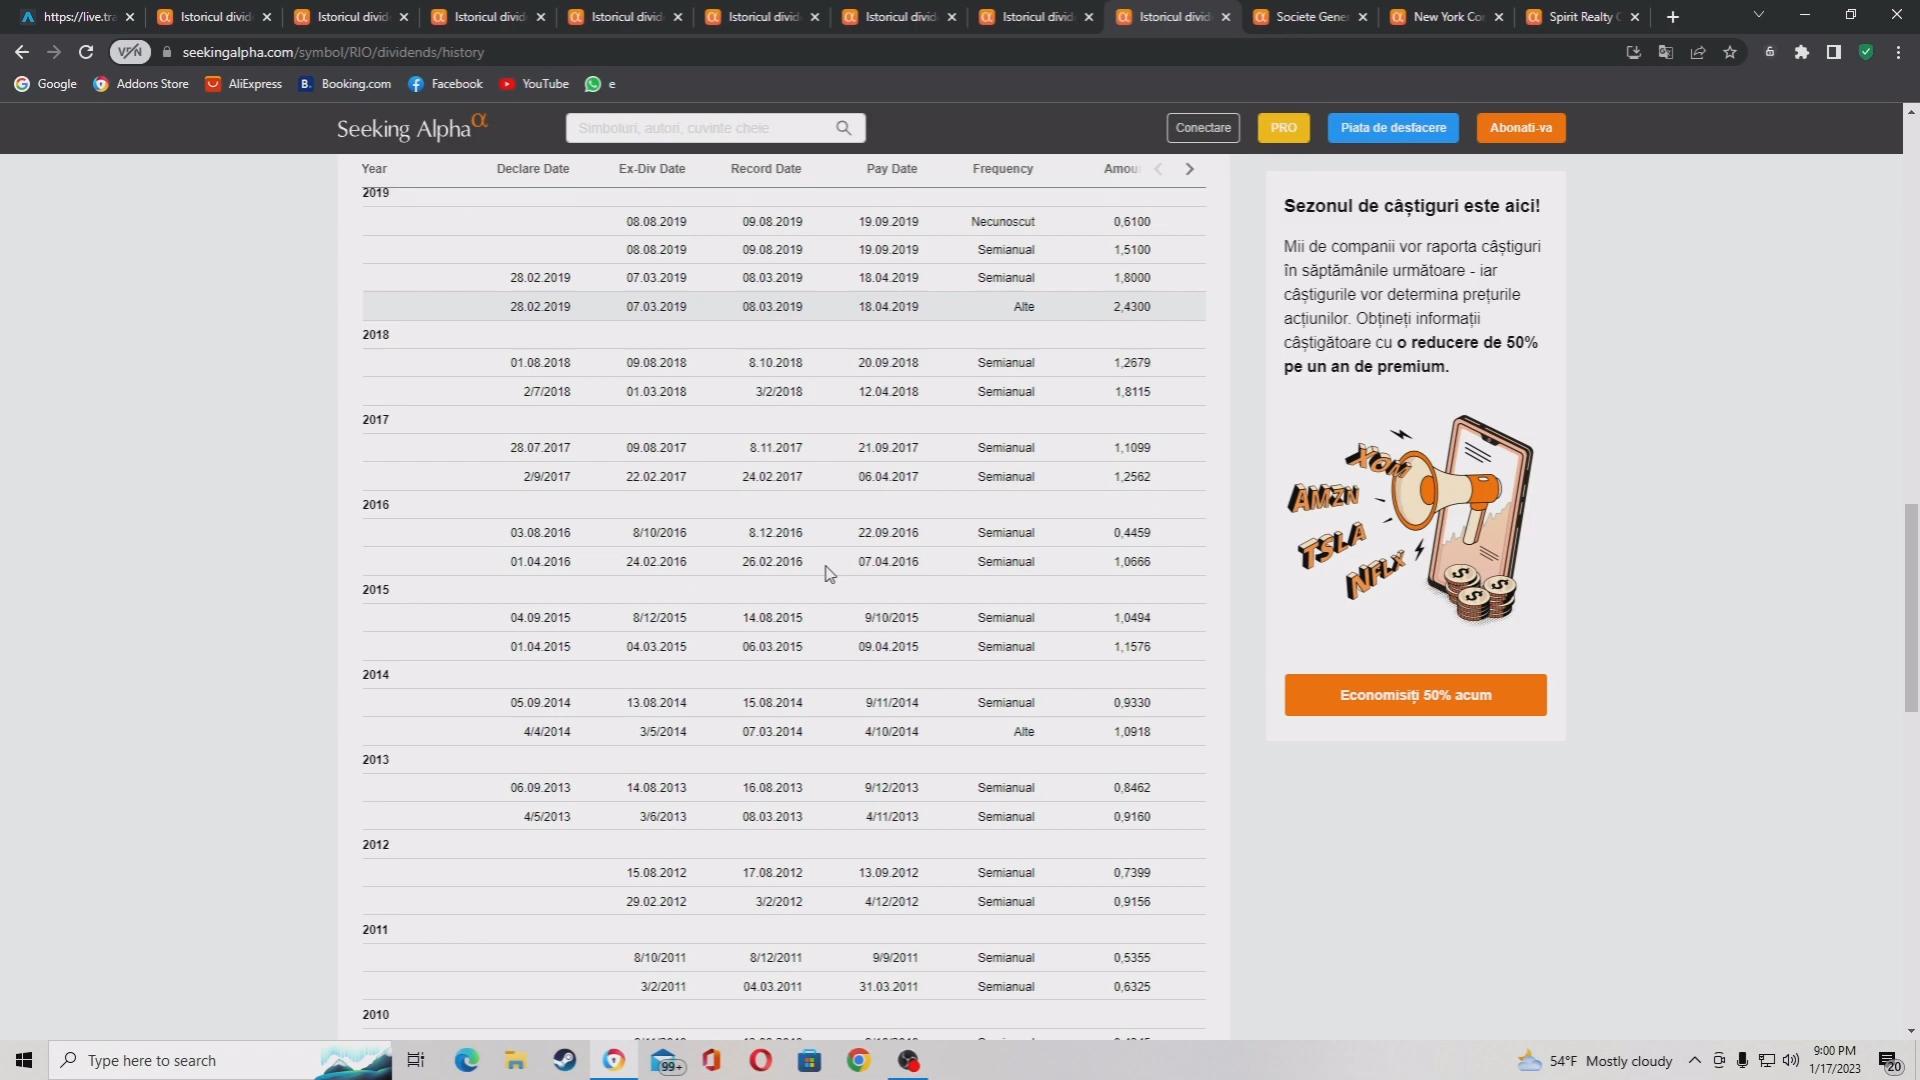 https://live.tra
Istoricul divid
Istoricul divid
Istoricul divid
Istoricul divid
Istoricul divid
Istoricul divid
Istoricul divid
Istoricul divid
Societe Gener
New York Co
Spirit Realty
VPN
seekingalpha.com/symbol/RIO/dividends/history
Google
Addons Store
AliExpress
Booking.com
Facebook
YouTube
e
Seeking Alpha α
Simboluri, autori, cuvinte cheie
Conectare
PRO
Piata de desfacere
Abonati-va
Year Declare Date Ex-Div Date Record Date Pay Date Frequency Amou
2019
08.08.2019 09.08.2019 19.09.2019 Necunoscut 0,6100
08.08.2019 09.08.2019 19.09.2019 Semianual 1,5100
28.02.2019 07.03.2019 08.03.2019 18.04.2019 Semianual 1,8000
28.02.2019 07.03.2019 08.03.2019 18.04.2019 Alte 2,4300
2018
01.08.2018 09.08.2018 8.10.2018 20.09.2018 Semianual 1,2679
2/7/2018 01.03.2018 3/2/2018 12.04.2018 Semianual 1,8115
2017
28.07.2017 09.08.2017 8.11.2017 21.09.2017 Semianual 1,1099
2/9/2017 22.02.2017 24.02.2017 06.04.2017 Semianual 1,2562
2016
03.08.2016 8/10/2016 8.12.2016 22.09.2016 Semianual 0,4459
01.04.2016 24.02.2016 26.02.2016 07.04.2016 Semianual 1,0666
2015
04.09.2015 8/12/2015 14.08.2015 9/10/2015 Semianual 1,0494
01.04.2015 04.03.2015 06.03.2015 09.04.2015 Semianual 1,1576
2014
05.09.2014 13.08.2014 15.08.2014 9/11/2014 Semianual 0,9330
4/4/2014 3/5/2014 07.03.2014 4/10/2014 Alte 1,0918
2013
06.09.2013 14.08.2013 16.08.2013 9/12/2013 Semianual 0,8462
4/5/2013 3/6/2013 08.03.2013 4/11/2013 Semianual 0,9160
2012
15.08.2012 17.08.2012 13.09.2012 Semianual 0,7399
29.02.2012 3/2/2012 4/12/2012 Semianual 0,9156
2011
8/10/2011 8/12/2011 9/9/2011 Semianual 0,5355
3/2/2011 04.03.2011 31.03.2011 Semianual 0,6325
2010
Sezonul de câștiguri este aici!
Mii de companii vor raporta câștiguri
în săptămânile următoare - iar
câștigurile vor determina prețurile
acțiunilor. Obțineți informații
câștigătoare cu o reducere de 50%
pe un an de premium.
XOM
AMZN
TSLA
NFLX
Economisiți 50% acum
Type here to search
99+
54°F Mostly cloudy
9:00 PM
1/17/2023
20